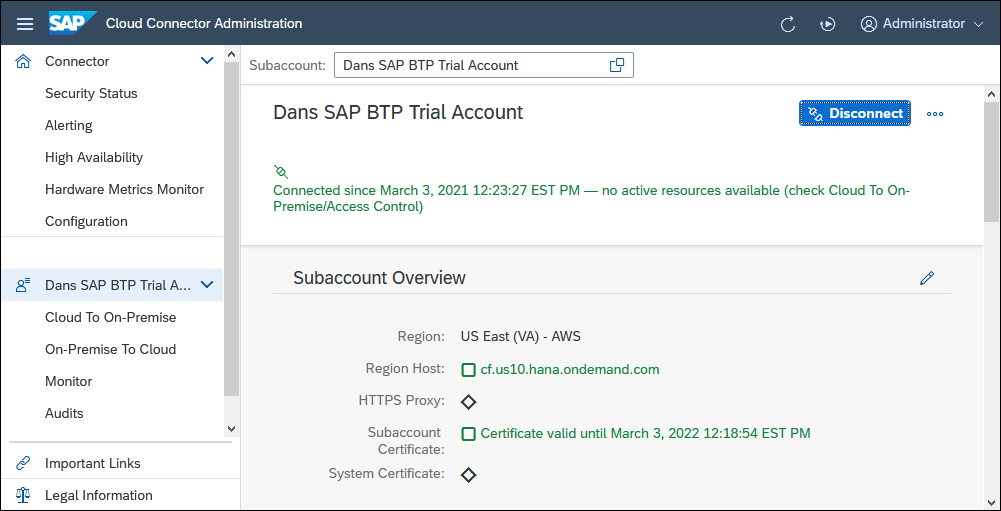 SAP Cloud Connector Administration Administrator
Connector
Security Status
Alerting
High Availability
Hardware Metrics Monitor
Configuration
Dans SAP BTP Trial A...
Cloud To On-Premise
On-Premise To Cloud
Monitor
Audits
Important Links
Legal Information
Subaccount: Dans SAP BTP Trial Account
Dans SAP BTP Trial Account Disconnect
Connected since March 3, 2021 12:23:27 EST PM — no active resources available (check Cloud To On-
Premise/Access Control)
Subaccount Overview
Region: US East (VA) - AWS
Region Host: cf.us10.hana.ondemand.com
HTTPS Proxy:
Subaccount Certificate valid until March 3, 2022 12:18:54 EST PM
Certificate:
System Certificate: